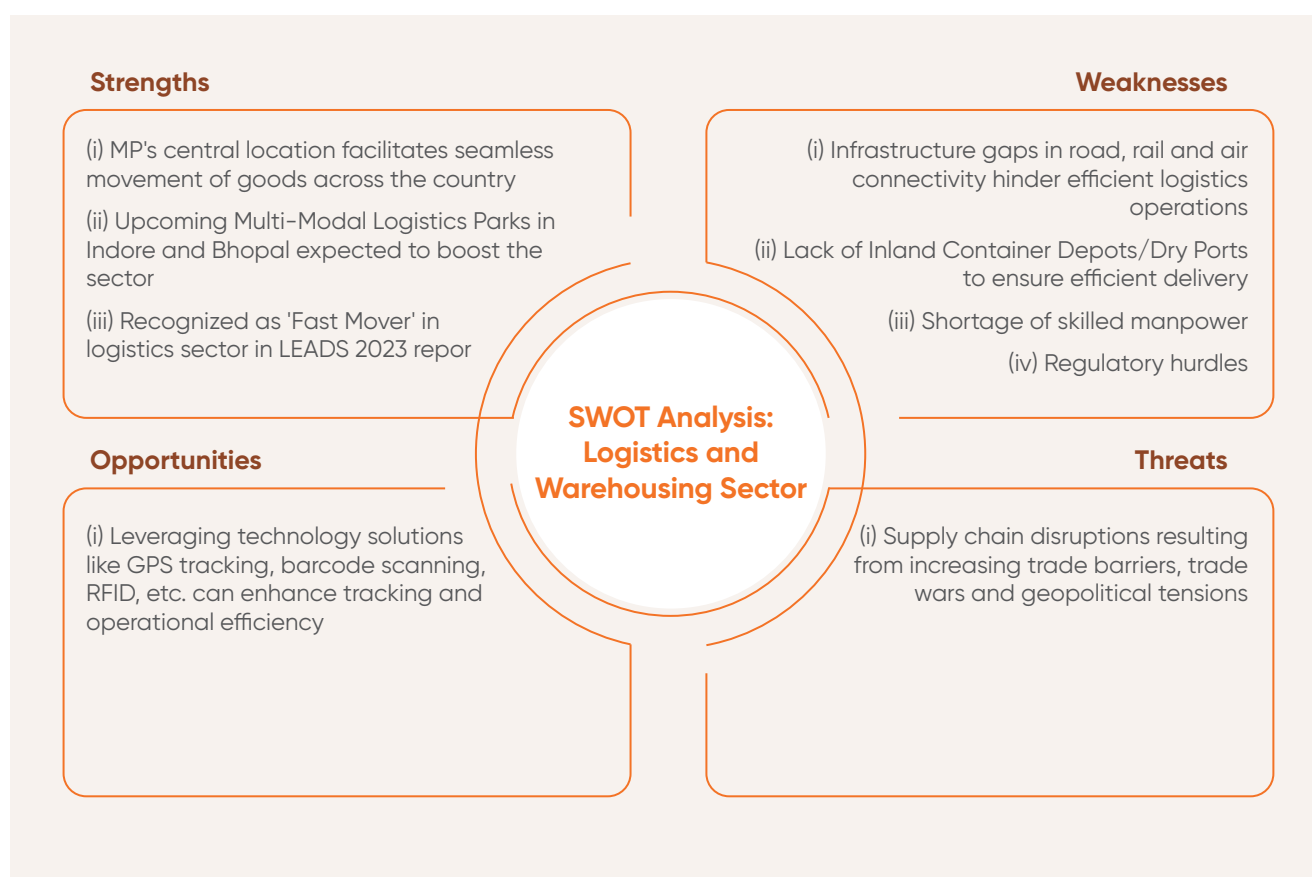 Strengths
(i) MP's central location facilitates seamless
movement of goods across the country
(ii) Upcoming Multi-Modal Logistics Parks in
Indore and Bhopal expected to boost the
sector
(iii) Recognized as 'Fast Mover' in
logistics sector in LEADS 2023 repor
Weaknesses
(i) Infrastructure gaps in road, rail and air
connectivity hinder efficient logistics
operations
(ii) Lack of Inland Container Depots/Dry Ports
to ensure efficient delivery
(iii) Shortage of skilled manpower
(iv) Regulatory hurdles
SWOT Analysis:
Logistics and
Warehousing Sector
Opportunities
(i) Leveraging technology solutions
like GPS tracking, barcode scanning,
RFID, etc. can enhance tracking and
operational efficiency
Threats
(i) Supply chain disruptions resulting
from increasing trade barriers, trade
wars and geopolitical tensions